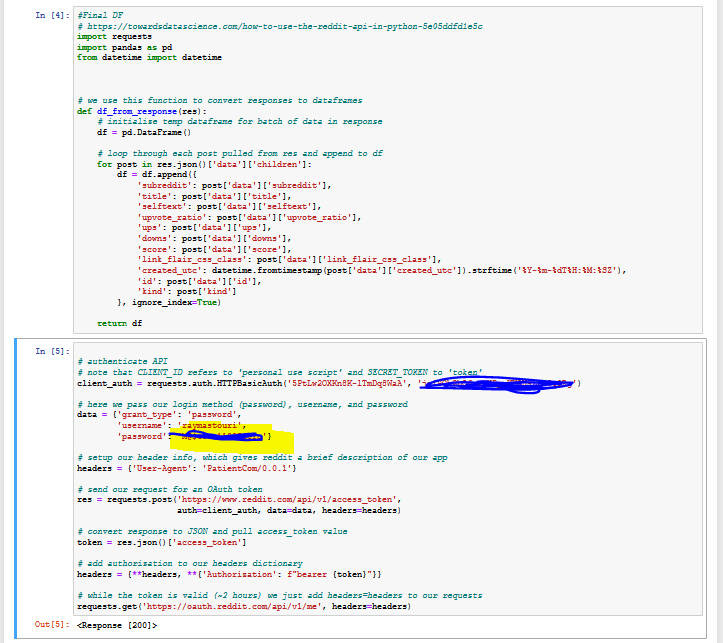 In [4]:
#Final DF
# https://towardsdatascience.com/how-to-use-the-reddit-api-in-python-5e05ddfd1e5c
import requests
import pandas as pd
from datetime import datetime
# we use this function to convert responses to dataframes
def df_from_response(res):
# initialize temp dataframe for batch of data in response
df = pd.DataFrame()
# loop through each post pulled from res and append to df
for post in res.json()['data']['children']:
df = df.append({
'subreddit': post['data']['subreddit'],
'title': post['data']['title'],
'selftext': post['data']['selftext'],
'upvote_ratio': post['data']['upvote_ratio'],
'ups': post['data']['ups'],
'downs': post['data']['downs'],
'score': post['data']['score'],
'link_flair_css_class': post['data']['link_flair_css_class'],
'created_utc': datetime.fromtimestamp(post['data']['created_utc']).strftime('%Y-%m-%dT%H:%M:%SZ'),
'id': post['data']['id'],
'kind': post['kind']
}, ignore_index=True)
return df
In [5]:
# authenticate API
# note that CLIENT_ID refers to 'personal use script' and SECRET_TOKEN to 'token'
client_auth = requests.auth.HTTPBasicAuth(
# here we pass our login method (password), username, and password
data = {'grant_type': 'password',
'username': 'raymastouri',
'password':
# setup our header info, which gives reddit a brief description of our app
headers = {'User-Agent': 'PatientCom/0.0.1'}
# send our request for an OAuth token
res = requests.post('https://www.reddit.com/api/v1/access_token',
auth=client_auth, data=data, headers=headers)
# convert response to JSON and pull access_token value
token = res.json()['access_token']
# add authorization to our headers dictionary
headers = {**headers, **{'Authorization': f"bearer {token}"}}
# while the token is valid (~2 hours) we just add headers=headers to our requests
requests.get('https://oauth.reddit.com/api/v1/me', headers=headers)
Out[5]: <Response [200]>